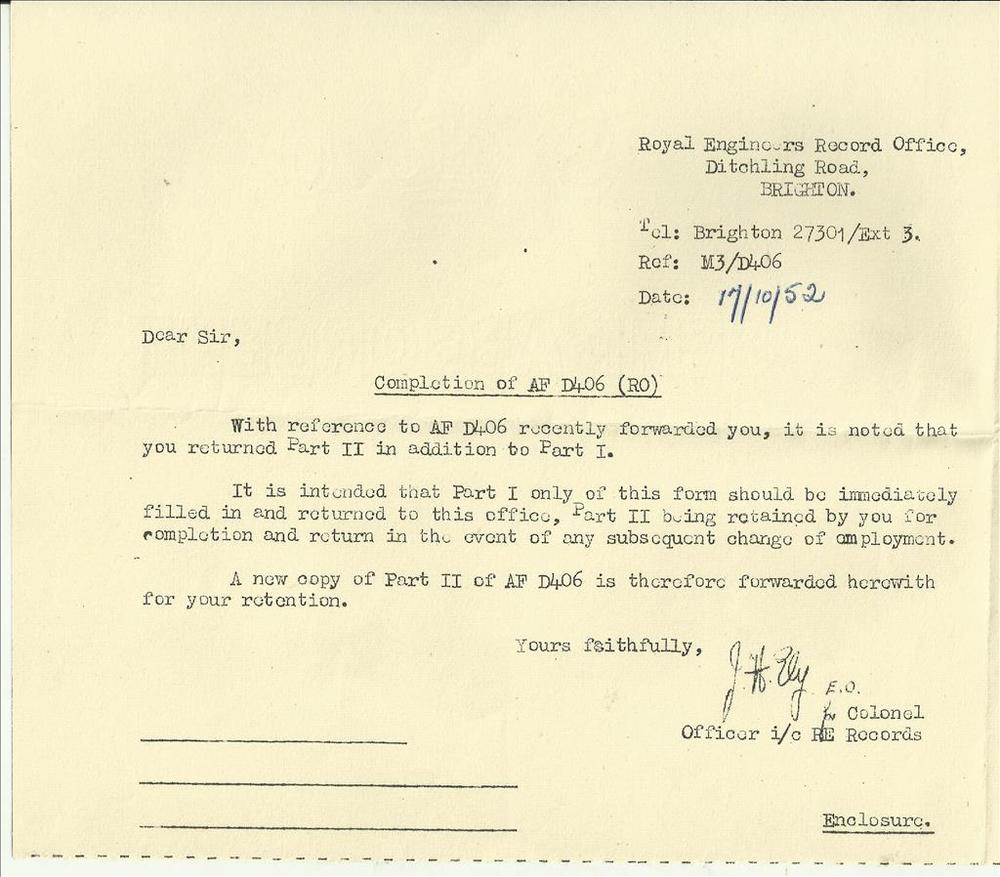 Royal Engineers Record Office,
Ditchling Road,
BRIGHTON.
Tel: Brighton 27301/Ext 3.
Ref: M3/D406
Date: 17/10/52
Dear Sir,
Completion of AF D406 (RO)
With reference to AF D406 recently forwarded you, it is noted that
you returned Part II in addition to Part I.
It is intended that Part I only of this form should be immediately
filled in and returned to this office, Part II being retained by you for
completion and return in the event of any subsequent change of employment.
A new copy of Part II of AF D406 is therefore forwarded herewith
for your retention.
Yours faithfully,
J.H. Ely E.O.
for Colonel
Officer i/c RE Records
Enclosure.